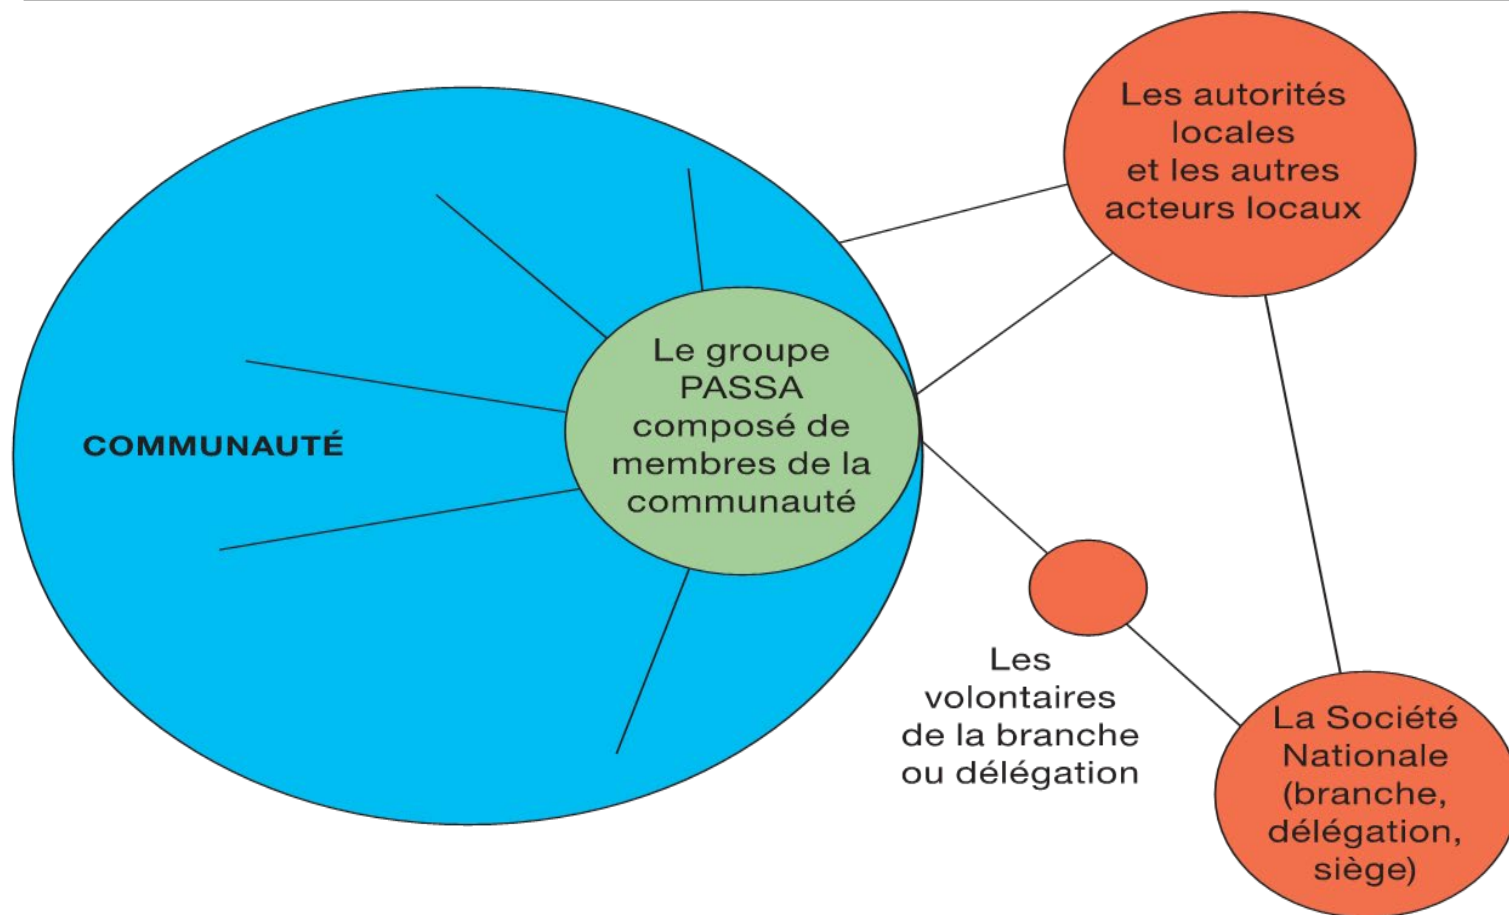 Les autorités
locales
et les autres
acteurs locaux
Le groupe
PASSA
composé de
membres de la
communauté
COMMUNAUTÉ
Les
volontaires
de la branche
ou délégation
La Société
Nationale
(branche,
délégation,
siège)